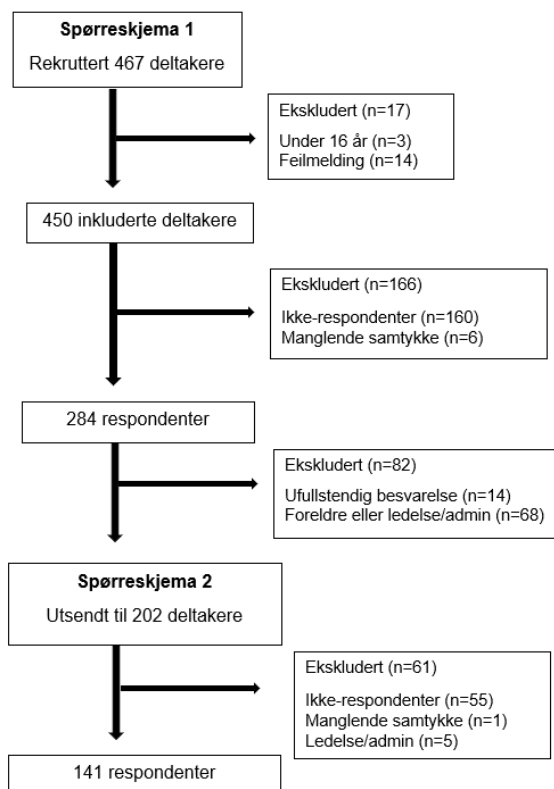 Spørreskjema 1
Rekruttert 467 deltakere
Ekskludert (n=17)
Under 16 år (n=3)
Feilmelding (n=14)
450 inkluderte deltakere
Ekskludert (n=166)
Ikke-respondenter (n=160)
Manglende samtykke (n=6)
284 respondenter
Ekskludert (n=82)
Ufullstendig besvarelse (n=14)
Foreldre eller ledelse/admin (n=68)
Spørreskjema 2
Utsendt til 202 deltakere
Ekskludert (n=61)
Ikke-respondenter (n=55)
Manglende samtykke (n=1)
Ledelse/admin (n=5)
141 respondenter